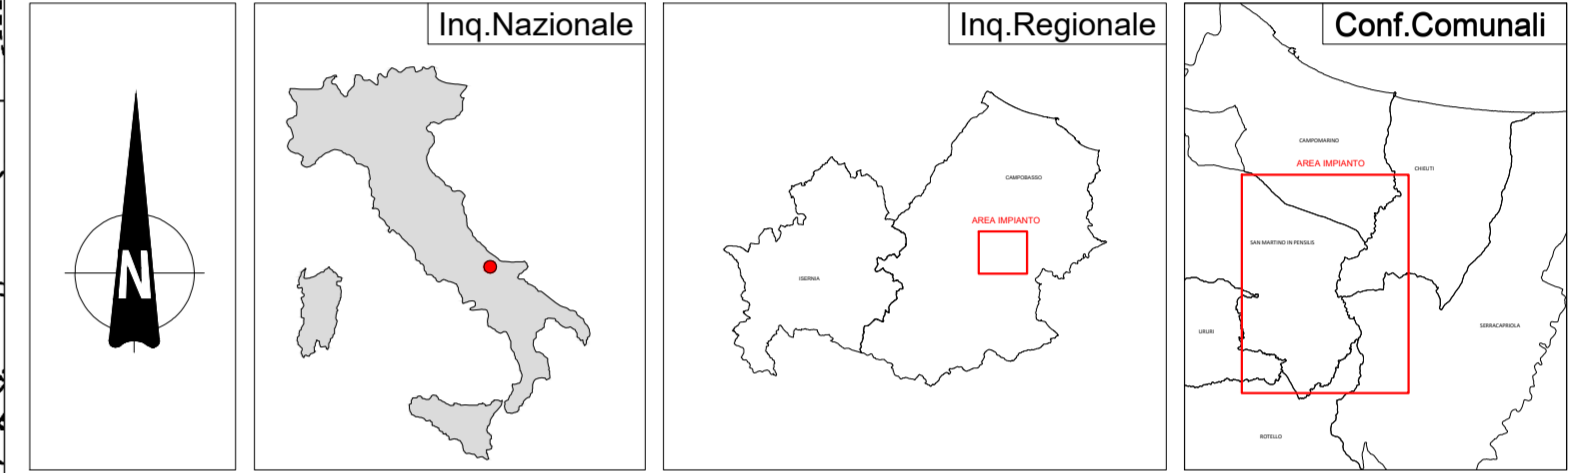 N
Inq.Nazionale
Inq.Regionale
CAMPOBASSO
AREA IMPIANTO
ISERNIA
Conf.Comunali
CAMPOMARINO
AREA IMPIANTO
CHIEUTI
SAN MARTINO IN PENSILIS
URURI
SERRACAPRIOLA
ROTELLO